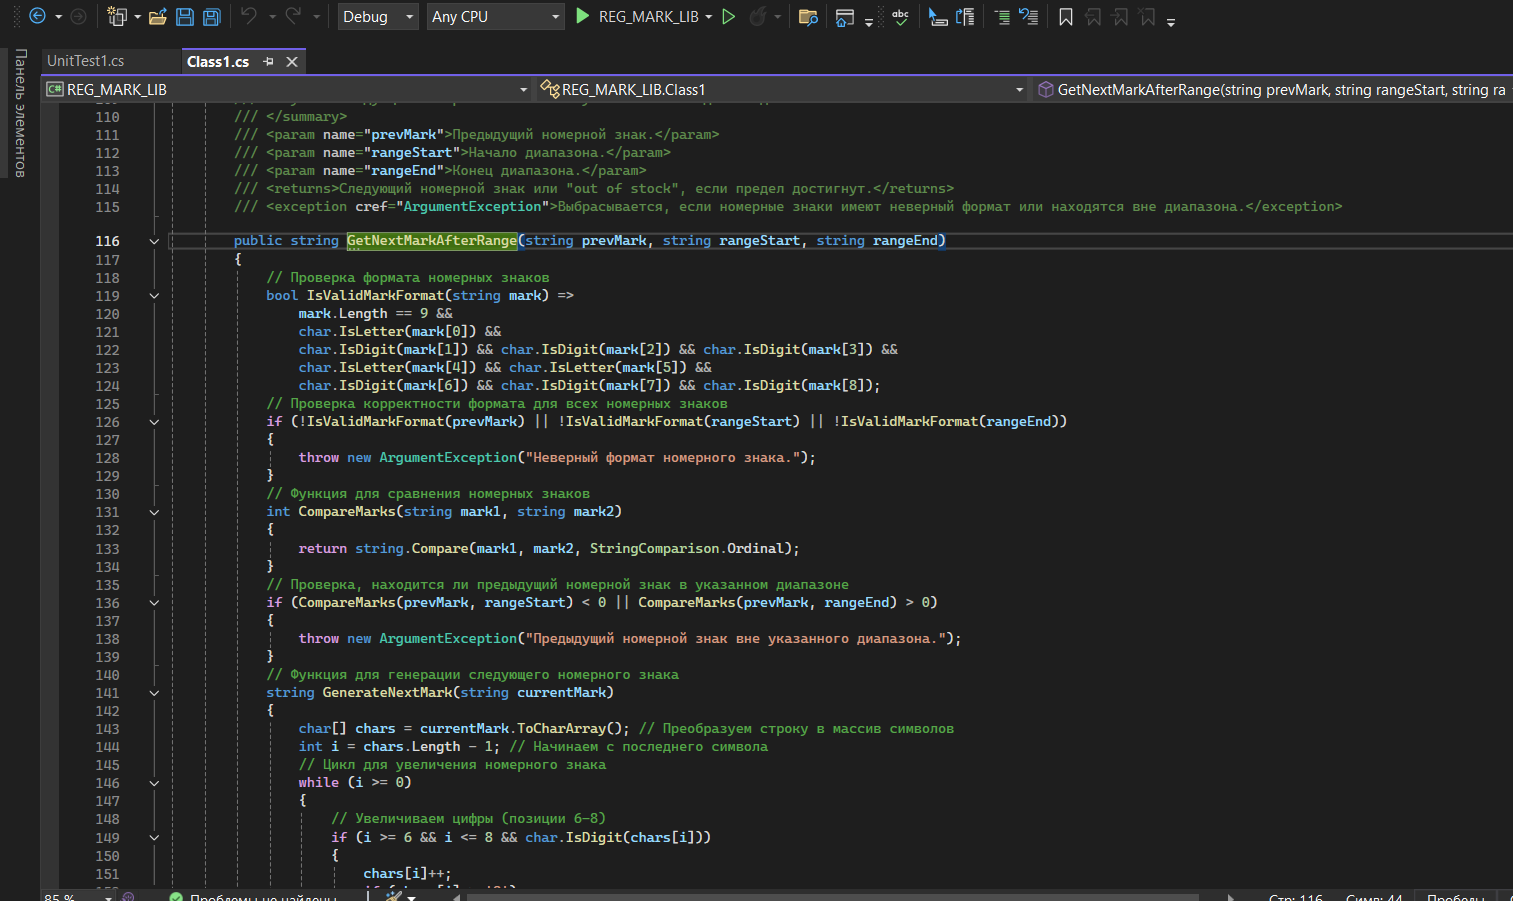 Debug
Any CPU
REG_MARK_LIB
Панель элементов
UnitTest1.cs
Class1.cs
C# REG_MARK_LIB
REG_MARK_LIB.Class1
GetNextMarkAfterRange(string prevMark, string rangeStart, string ra
110 /// </summary>
111 /// <param name="prevMark">Предыдущий номерной знак.</param>
112 /// <param name="rangeStart">Начало диапазона.</param>
113 /// <param name="rangeEnd">Конец диапазона.</param>
114 /// <returns>Следующий номерной знак или "out of stock", если предел достигнут.</returns>
115 /// <exception cref="ArgumentException">Выбрасывается, если номерные знаки имеют неверный формат или находятся вне диапазона.</exception>
116 public string GetNextMarkAfterRange(string prevMark, string rangeStart, string rangeEnd)
117 {
118 // Проверка формата номерных знаков
119 bool IsValidMarkFormat(string mark) =>
120 mark.Length == 9 &&
121 char.IsLetter(mark[0]) &&
122 char.IsDigit(mark[1]) && char.IsDigit(mark[2]) && char.IsDigit(mark[3]) &&
123 char.IsLetter(mark[4]) && char.IsLetter(mark[5]) &&
124 char.IsDigit(mark[6]) && char.IsDigit(mark[7]) && char.IsDigit(mark[8]);
125 // Проверка корректности формата для всех номерных знаков
126 if (!IsValidMarkFormat(prevMark) || !IsValidMarkFormat(rangeStart) || !IsValidMarkFormat(rangeEnd))
127 {
128 throw new ArgumentException("Неверный формат номерного знака.");
129 }
130 // Функция для сравнения номерных знаков
131 int CompareMarks(string mark1, string mark2)
132 {
133 return string.Compare(mark1, mark2, StringComparison.Ordinal);
134 }
135 // Проверка, находится ли предыдущий номерной знак в указанном диапазоне
136 if (CompareMarks(prevMark, rangeStart) < 0 || CompareMarks(prevMark, rangeEnd) > 0)
137 {
138 throw new ArgumentException("Предыдущий номерной знак вне указанного диапазона.");
139 }
140 // Функция для генерации следующего номерного знака
141 string GenerateNextMark(string currentMark)
142 {
143 char[] chars = currentMark.ToCharArray(); // Преобразуем строку в массив символов
144 int i = chars.Length - 1; // Начинаем с последнего символа
145 // Цикл для увеличения номерного знака
146 while (i >= 0)
147 {
148 // Увеличиваем цифры (позиции 6-8)
149 if (i >= 6 && i <= 8 && char.IsDigit(chars[i]))
150 {
151 chars[i]++;
85 %
Проблемы не найдены
Стр: 116
Симв: 44
Пробелы